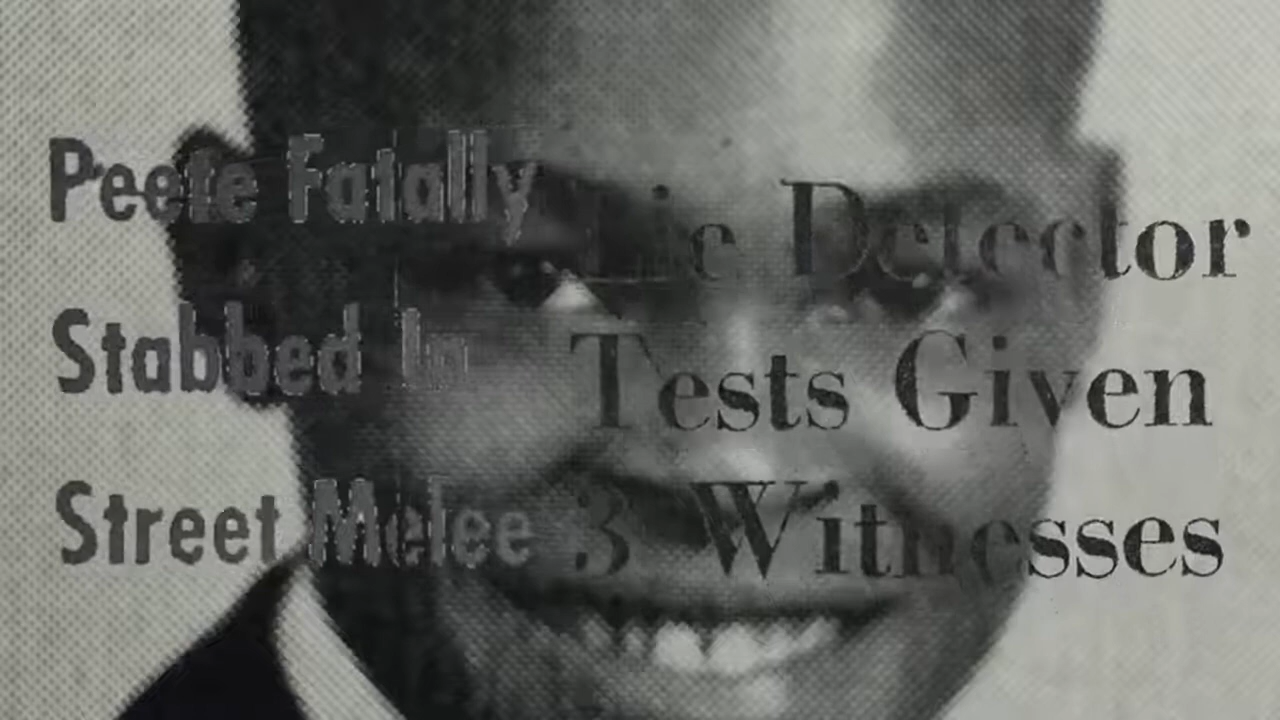 Peete Fatally
Stabbed In
Street Melee
Lie Detector
Tests Given
3 Witnesses